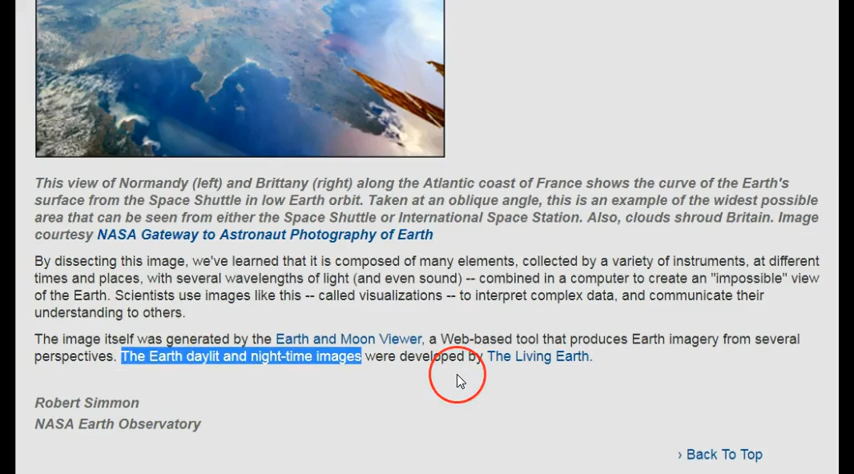 This view of Normandy (left) and Brittany (right) along the Atlantic coast of France shows the curve of the Earth's
surface from the Space Shuttle in low Earth orbit. Taken at an oblique angle, this is an example of the widest possible
area that can be seen from either the Space Shuttle or International Space Station. Also, clouds shroud Britain. Image
courtesy NASA Gateway to Astronaut Photography of Earth
By dissecting this image, we've learned that it is composed of many elements, collected by a variety of instruments, at different
times and places, with several wavelengths of light (and even sound) -- combined in a computer to create an "impossible" view
of the Earth. Scientists use images like this -- called visualizations -- to interpret complex data, and communicate their
understanding to others.
The image itself was generated by the Earth and Moon Viewer, a Web-based tool that produces Earth imagery from several
perspectives. The Earth daylit and night-time images were developed by The Living Earth.
Robert Simmon
NASA Earth Observatory
› Back To Top